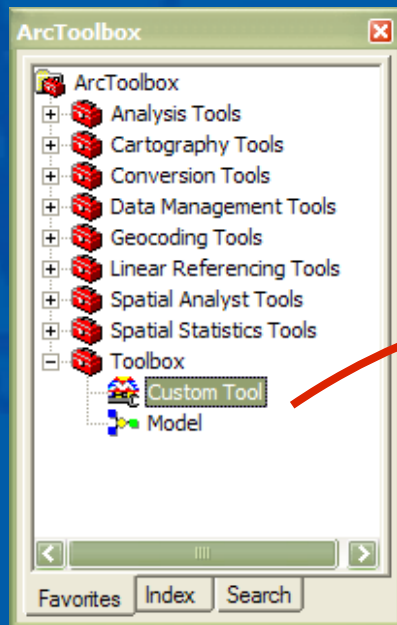 ArcToolbox
ArcToolbox
Analysis Tools
Cartography Tools
Conversion Tools
Data Management Tools
Geocoding Tools
Linear Referencing Tools
Spatial Analyst Tools
Spatial Statistics Tools
Toolbox
Custom Tool
Model
Favorites Index Search